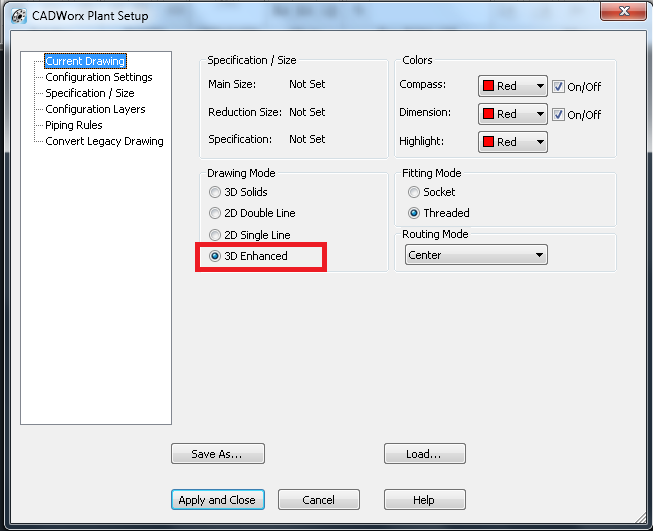 CADWorx Plant Setup
Current Drawing
Configuration Settings
Specification / Size
Configuration Layers
Piping Rules
Convert Legacy Drawing
Specification / Size
Main Size: Not Set
Reduction Size: Not Set
Specification: Not Set
Colors
Compass: Red On/Off
Dimension: Red On/Off
Highlight: Red
Drawing Mode
3D Solids
2D Double Line
2D Single Line
3D Enhanced
Fitting Mode
Socket
Threaded
Routing Mode
Center
Save As... Load...
Apply and Close Cancel Help